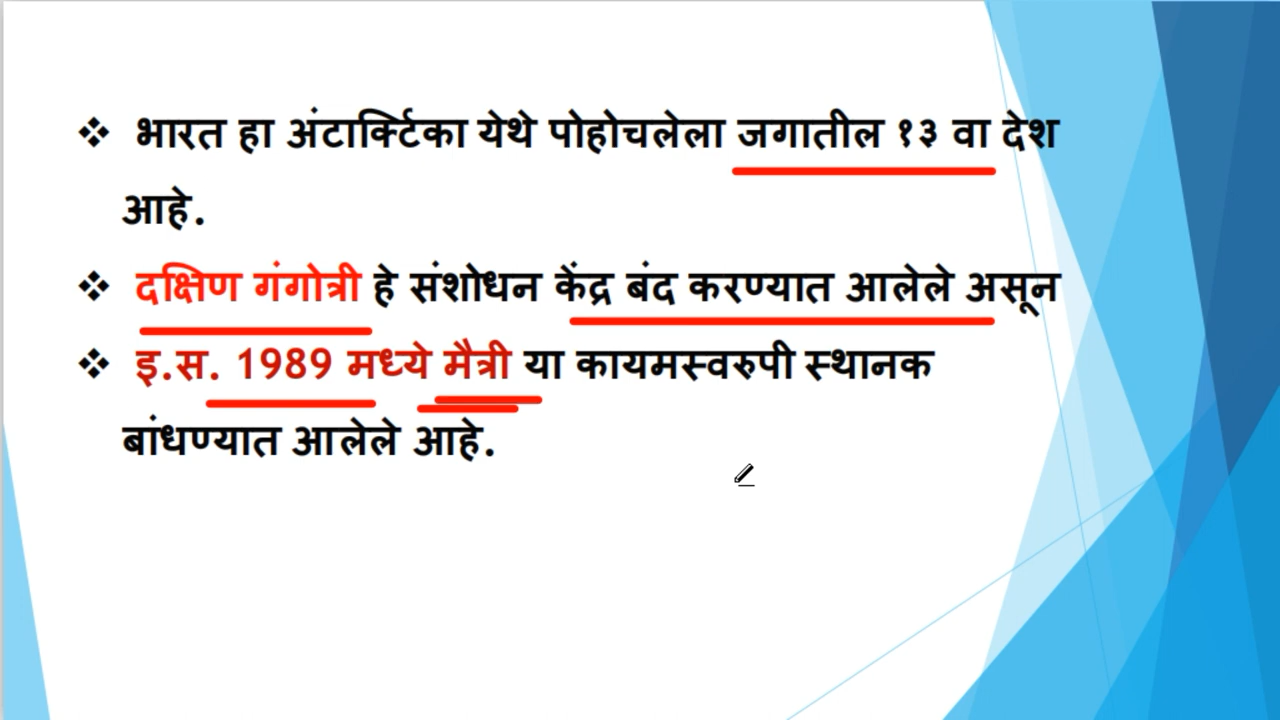 ❖ भारत हा अंटार्क्टिका येथे पोहोचलेला जगातील १३ वा देश
आहे.
❖ दक्षिण गंगोत्री हे संशोधन केंद्र बंद करण्यात आलेले असून
❖ इ.स. 1989 मध्ये मैत्री या कायमस्वरुपी स्थानक
बांधण्यात आलेले आहे.